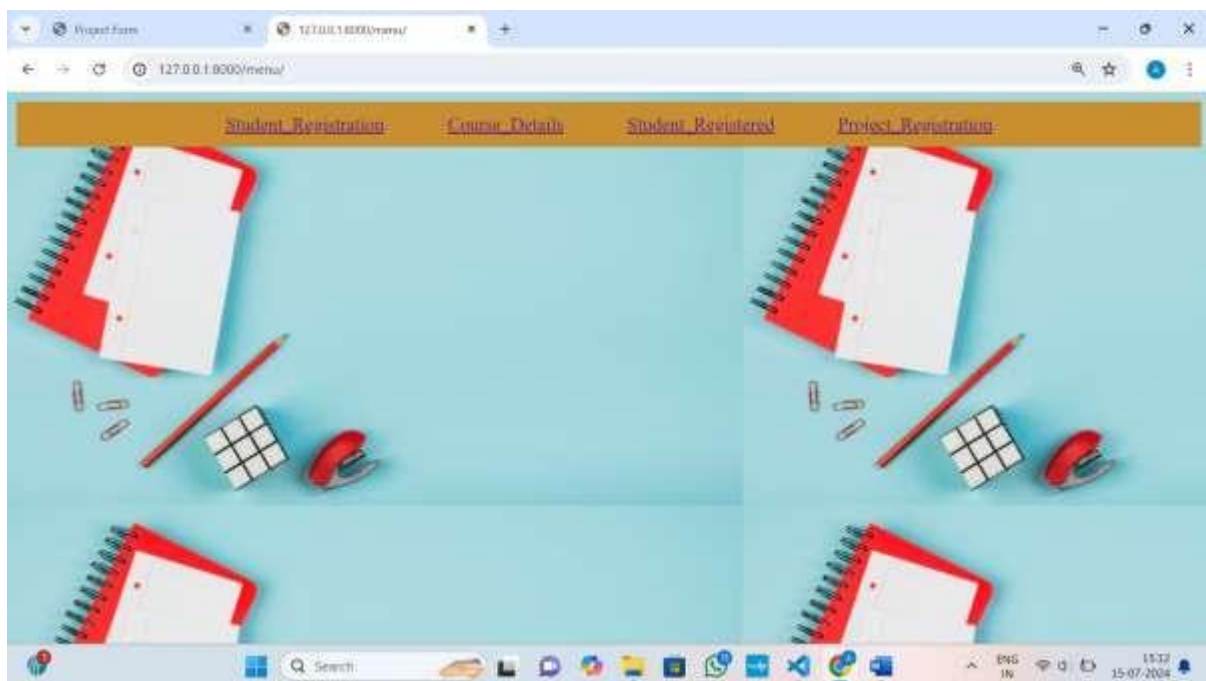 Project Form
127.0.0.1:8000/menu/
127.0.0.1:8000/menu/
Student_Registration Course_Details Student_Registered Project_Registration
Search
ENG
IN
15:32
15-07-2024